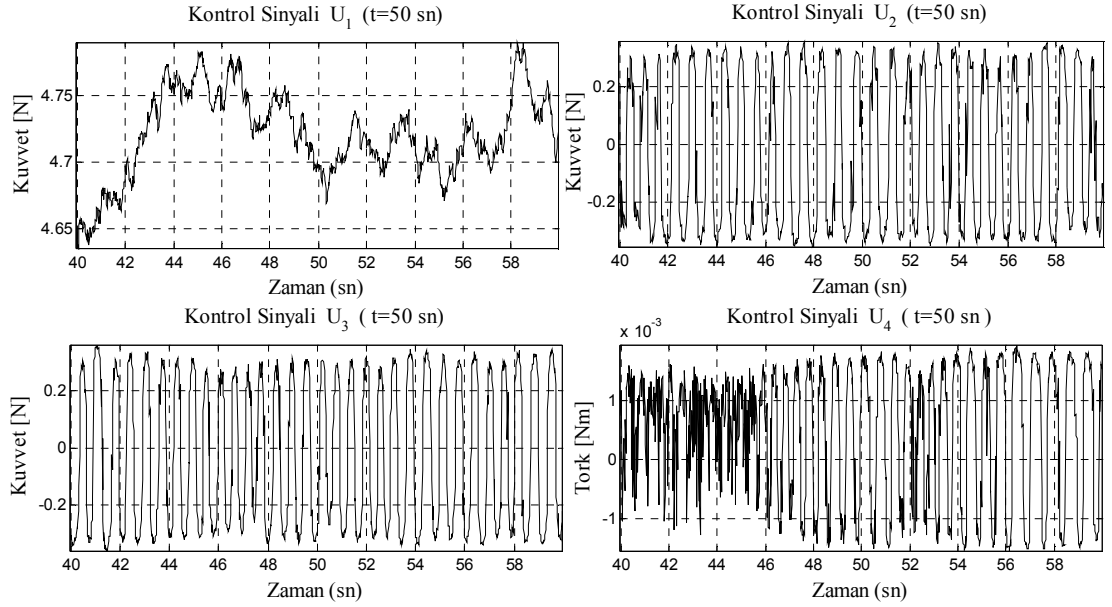 Kontrol Sinyali U1 (t=50 sn)
Kuvvet [N]
4.75
4.7
4.65
40 42 44 46 48 50 52 54 56 58
Zaman (sn)
Kontrol Sinyali U2 (t=50 sn)
Kuvvet [N]
0.2
0
-0.2
40 42 44 46 48 50 52 54 56 58
Zaman (sn)
Kontrol Sinyali U3 (t=50 sn)
Kuvvet [N]
0.2
0
-0.2
40 42 44 46 48 50 52 54 56 58
Zaman (sn)
Kontrol Sinyali U4 (t=50 sn)
x 10-3
Tork [Nm]
1
0
-1
40 42 44 46 48 50 52 54 56 58
Zaman (sn)